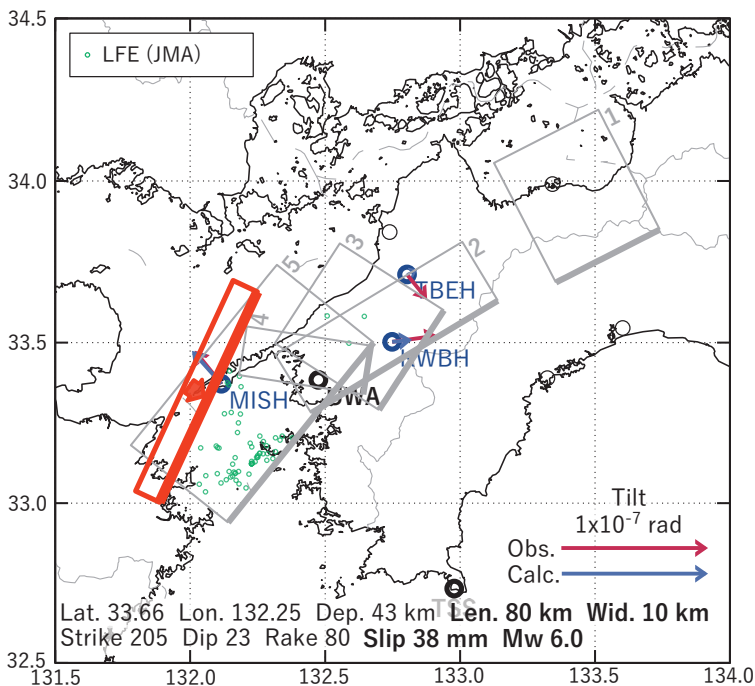 34.5
LFE (JMA)
1
34.0
3
2
5
TBEH
4
33.5
KWBH
MISH
UWA
33.0
Tilt
1x10-7 rad
Obs.
Calc.
TSS
Lat. 33.66 Lon. 132.25 Dep. 43 km Len. 80 km Wid. 10 km
Strike 205 Dip 23 Rake 80 Slip 38 mm Mw 6.0
32.5
131.5 132.0 132.5 133.0 133.5 134.0